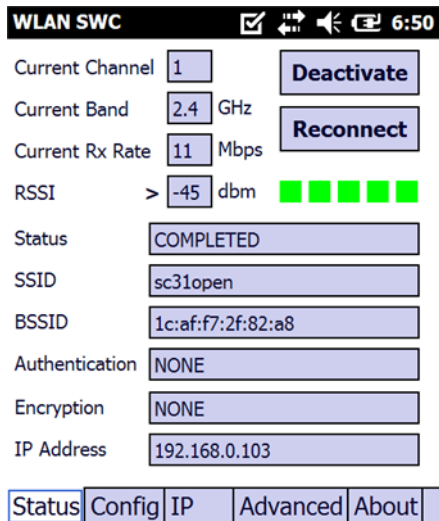 WLAN SWC 6:50
Current Channel 1 Deactivate
Current Band 2.4 GHz
Reconnect
Current Rx Rate 11 Mbps
RSSI > -45 dbm
Status COMPLETED
SSID sc31open
BSSID 1c:af:f7:2f:82:a8
Authentication NONE
Encryption NONE
IP Address 192.168.0.103
Status Config IP Advanced About